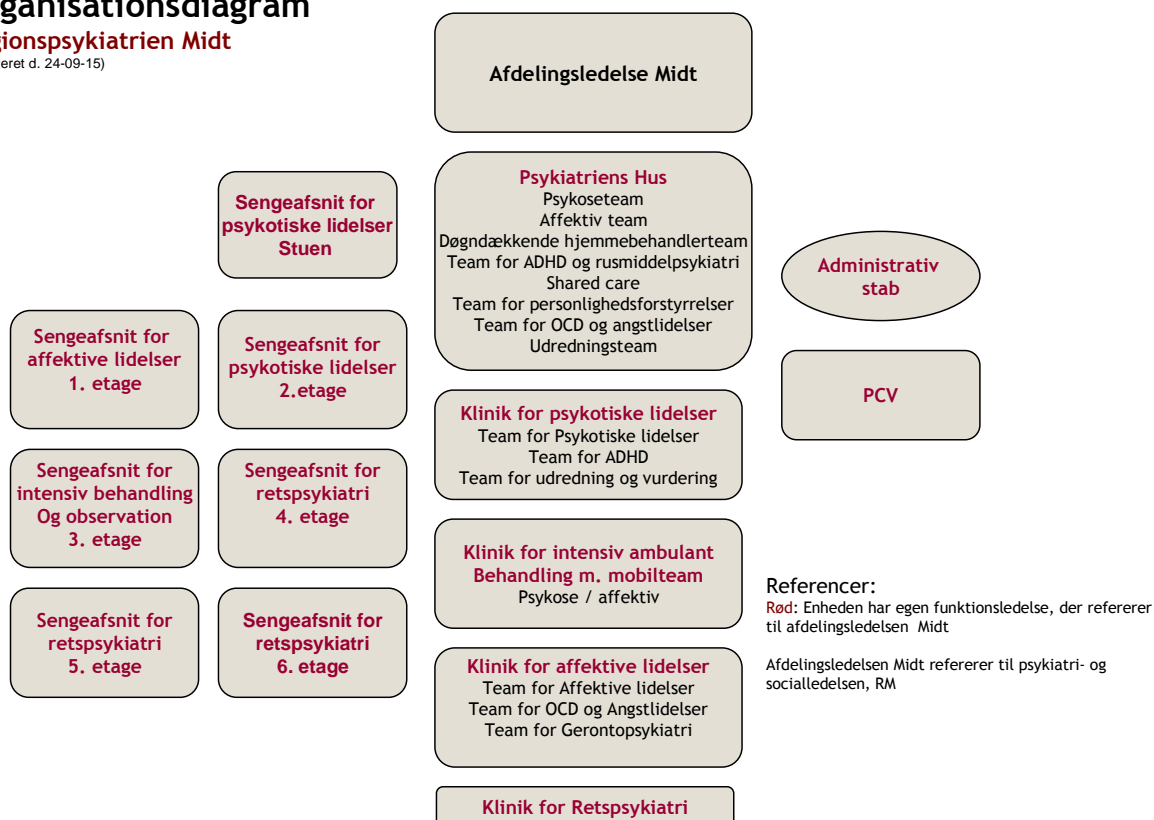 ganisationsdiagram
gionspsykiatrien Midt
eret d. 24-09-15)
Afdelingsledelse Midt
Psykiatriens Hus
Psykoseteam
Affektiv team
Døgndækkende hjemmebehandlerteam
Team for ADHD og rusmiddelpsykiatri
Shared care
Team for personlighedsforstyrrelser
Team for OCD og angstlidelser
Udredningsteam
Sengeafsnit for
psykotiske lidelser
Stuen
Administrativ
stab
Sengeafsnit for
affektive lidelser
1. etage
Sengeafsnit for
psykotiske lidelser
2.etage
PCV
Klinik for psykotiske lidelser
Team for Psykotiske lidelser
Team for ADHD
Team for udredning og vurdering
Sengeafsnit for
intensiv behandling
Og observation
3. etage
Sengeafsnit for
retspsykiatri
4. etage
Klinik for intensiv ambulant
Behandling m. mobilteam
Psykose / affektiv
Referencer:
Rød: Enheden har egen funktionsledelse, der refererer
til afdelingsledelsen Midt
Afdelingsledelsen Midt refererer til psykiatri- og
socialledelsen, RM
Sengeafsnit for
retspsykiatri
5. etage
Sengeafsnit for
retspsykiatri
6. etage
Klinik for affektive lidelser
Team for Affektive lidelser
Team for OCD og Angstlidelser
Team for Gerontopsykiatri
Klinik for Retspsykiatri